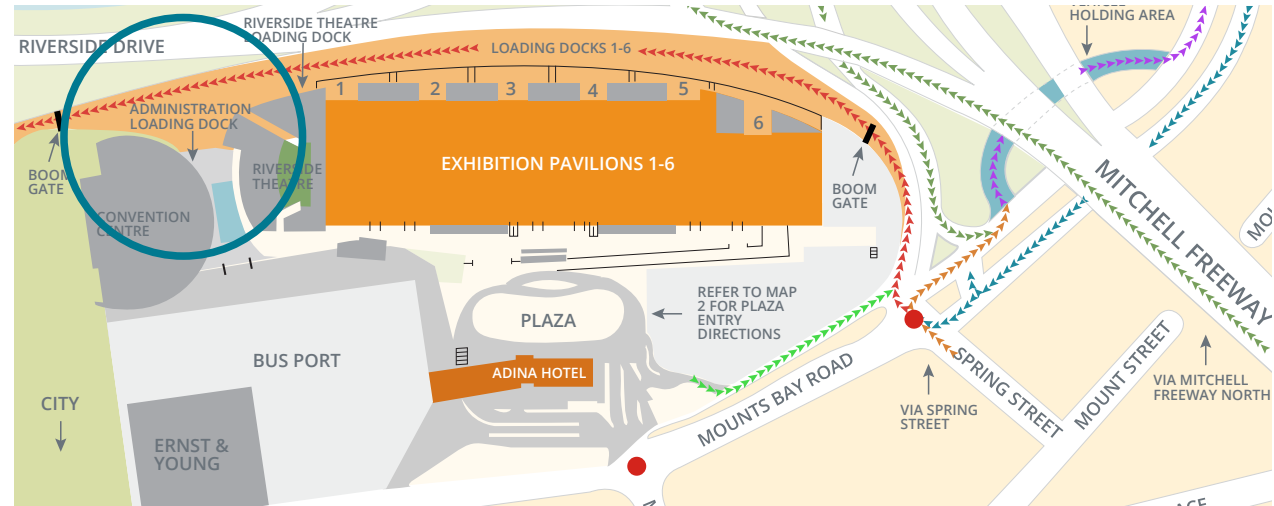 VEHICLE
HOLDING AREA
RIVERSIDE THEATRE
LOADING DOCK
RIVERSIDE DRIVE
LOADING DOCKS 1-6
1
2
3
4
5
6
ADMINISTRATION
LOADING DOCK
EXHIBITION PAVILIONS 1-6
RIVERSIDE
THEATRE
BOOM
GATE
BOOM
GATE
CONVENTION
CENTRE
MITCHELL FREEWAY
MOU
REFER TO MAP
2 FOR PLAZA
ENTRY
DIRECTIONS
PLAZA
BUS PORT
ADINA HOTEL
SPRING STREET
MOUNT STREET
MOUNTS BAY ROAD
VIA MITCHELL
FREEWAY NORTH
VIA SPRING
STREET
CITY
ERNST &
YOUNG
ACE